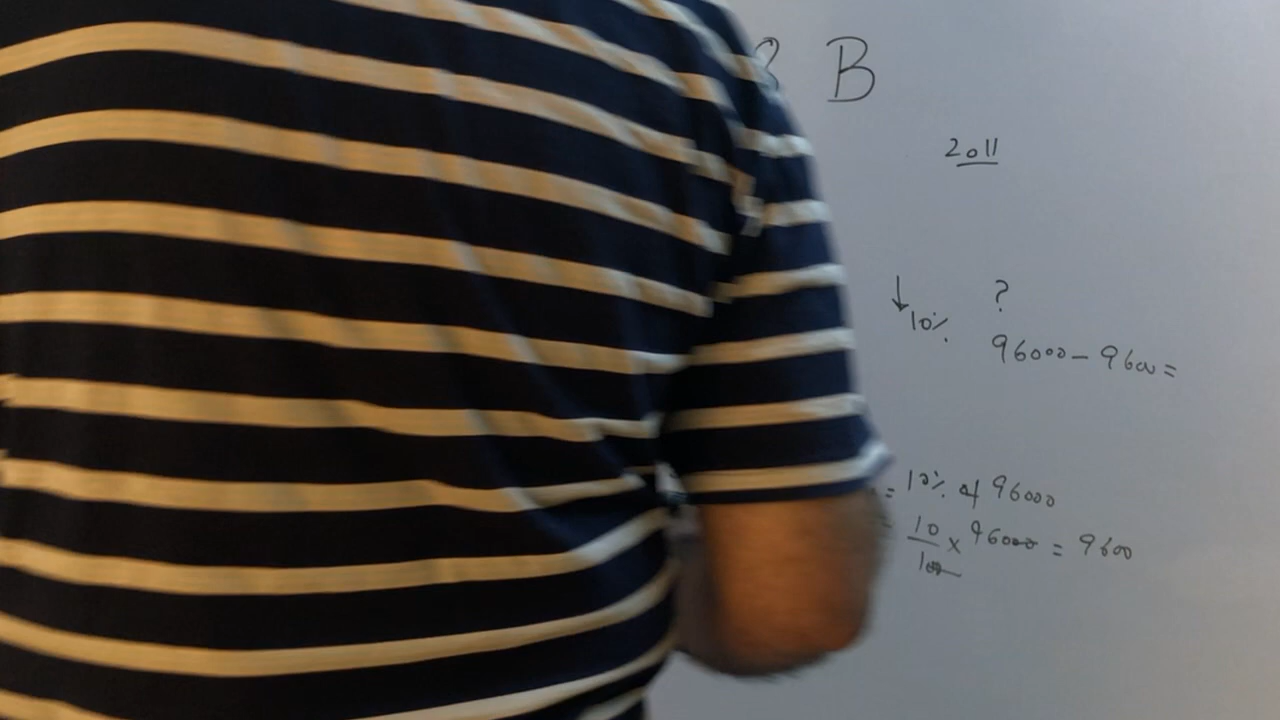 B
2011
↓10%
?
96000 - 9600 =
= 10% of 96000
10/100 x 96000 = 9600